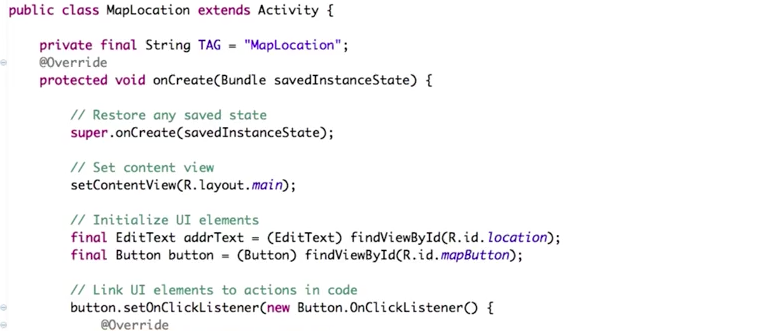 public class MapLocation extends Activity {
private final String TAG = "MapLocation";
@Override
protected void onCreate(Bundle savedInstanceState) {
// Restore any saved state
super.onCreate(savedInstanceState);
// Set content view
setContentView(R.layout.main);
// Initialize UI elements
final EditText addrText = (EditText) findViewById(R.id.location);
final Button button = (Button) findViewById(R.id.mapButton);
// Link UI elements to actions in code
button.setOnClickListener(new Button.OnClickListener() {
@Override